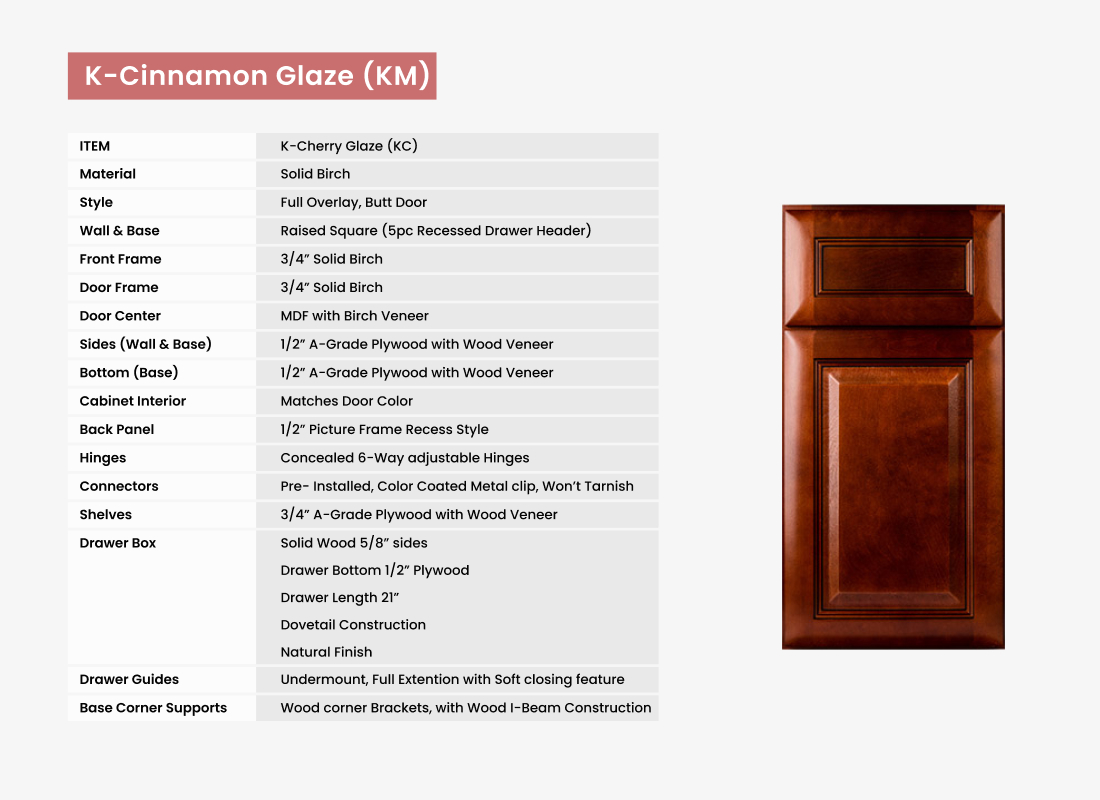 K-Cinnamon Glaze (KM)
ITEM K-Cherry Glaze (KC)
Material Solid Birch
Style Full Overlay, Butt Door
Wall & Base Raised Square (5pc Recessed Drawer Header)
Front Frame 3/4” Solid Birch
Door Frame 3/4” Solid Birch
Door Center MDF with Birch Veneer
Sides (Wall & Base) 1/2” A-Grade Plywood with Wood Veneer
Bottom (Base) 1/2” A-Grade Plywood with Wood Veneer
Cabinet Interior Matches Door Color
Back Panel 1/2” Picture Frame Recess Style
Hinges Concealed 6-Way adjustable Hinges
Connectors Pre- Installed, Color Coated Metal clip, Won’t Tarnish
Shelves 3/4” A-Grade Plywood with Wood Veneer
Drawer Box Solid Wood 5/8” sides
Drawer Bottom 1/2” Plywood
Drawer Length 21”
Dovetail Construction
Natural Finish
Drawer Guides Undermount, Full Extention with Soft closing feature
Base Corner Supports Wood corner Brackets, with Wood I-Beam Construction